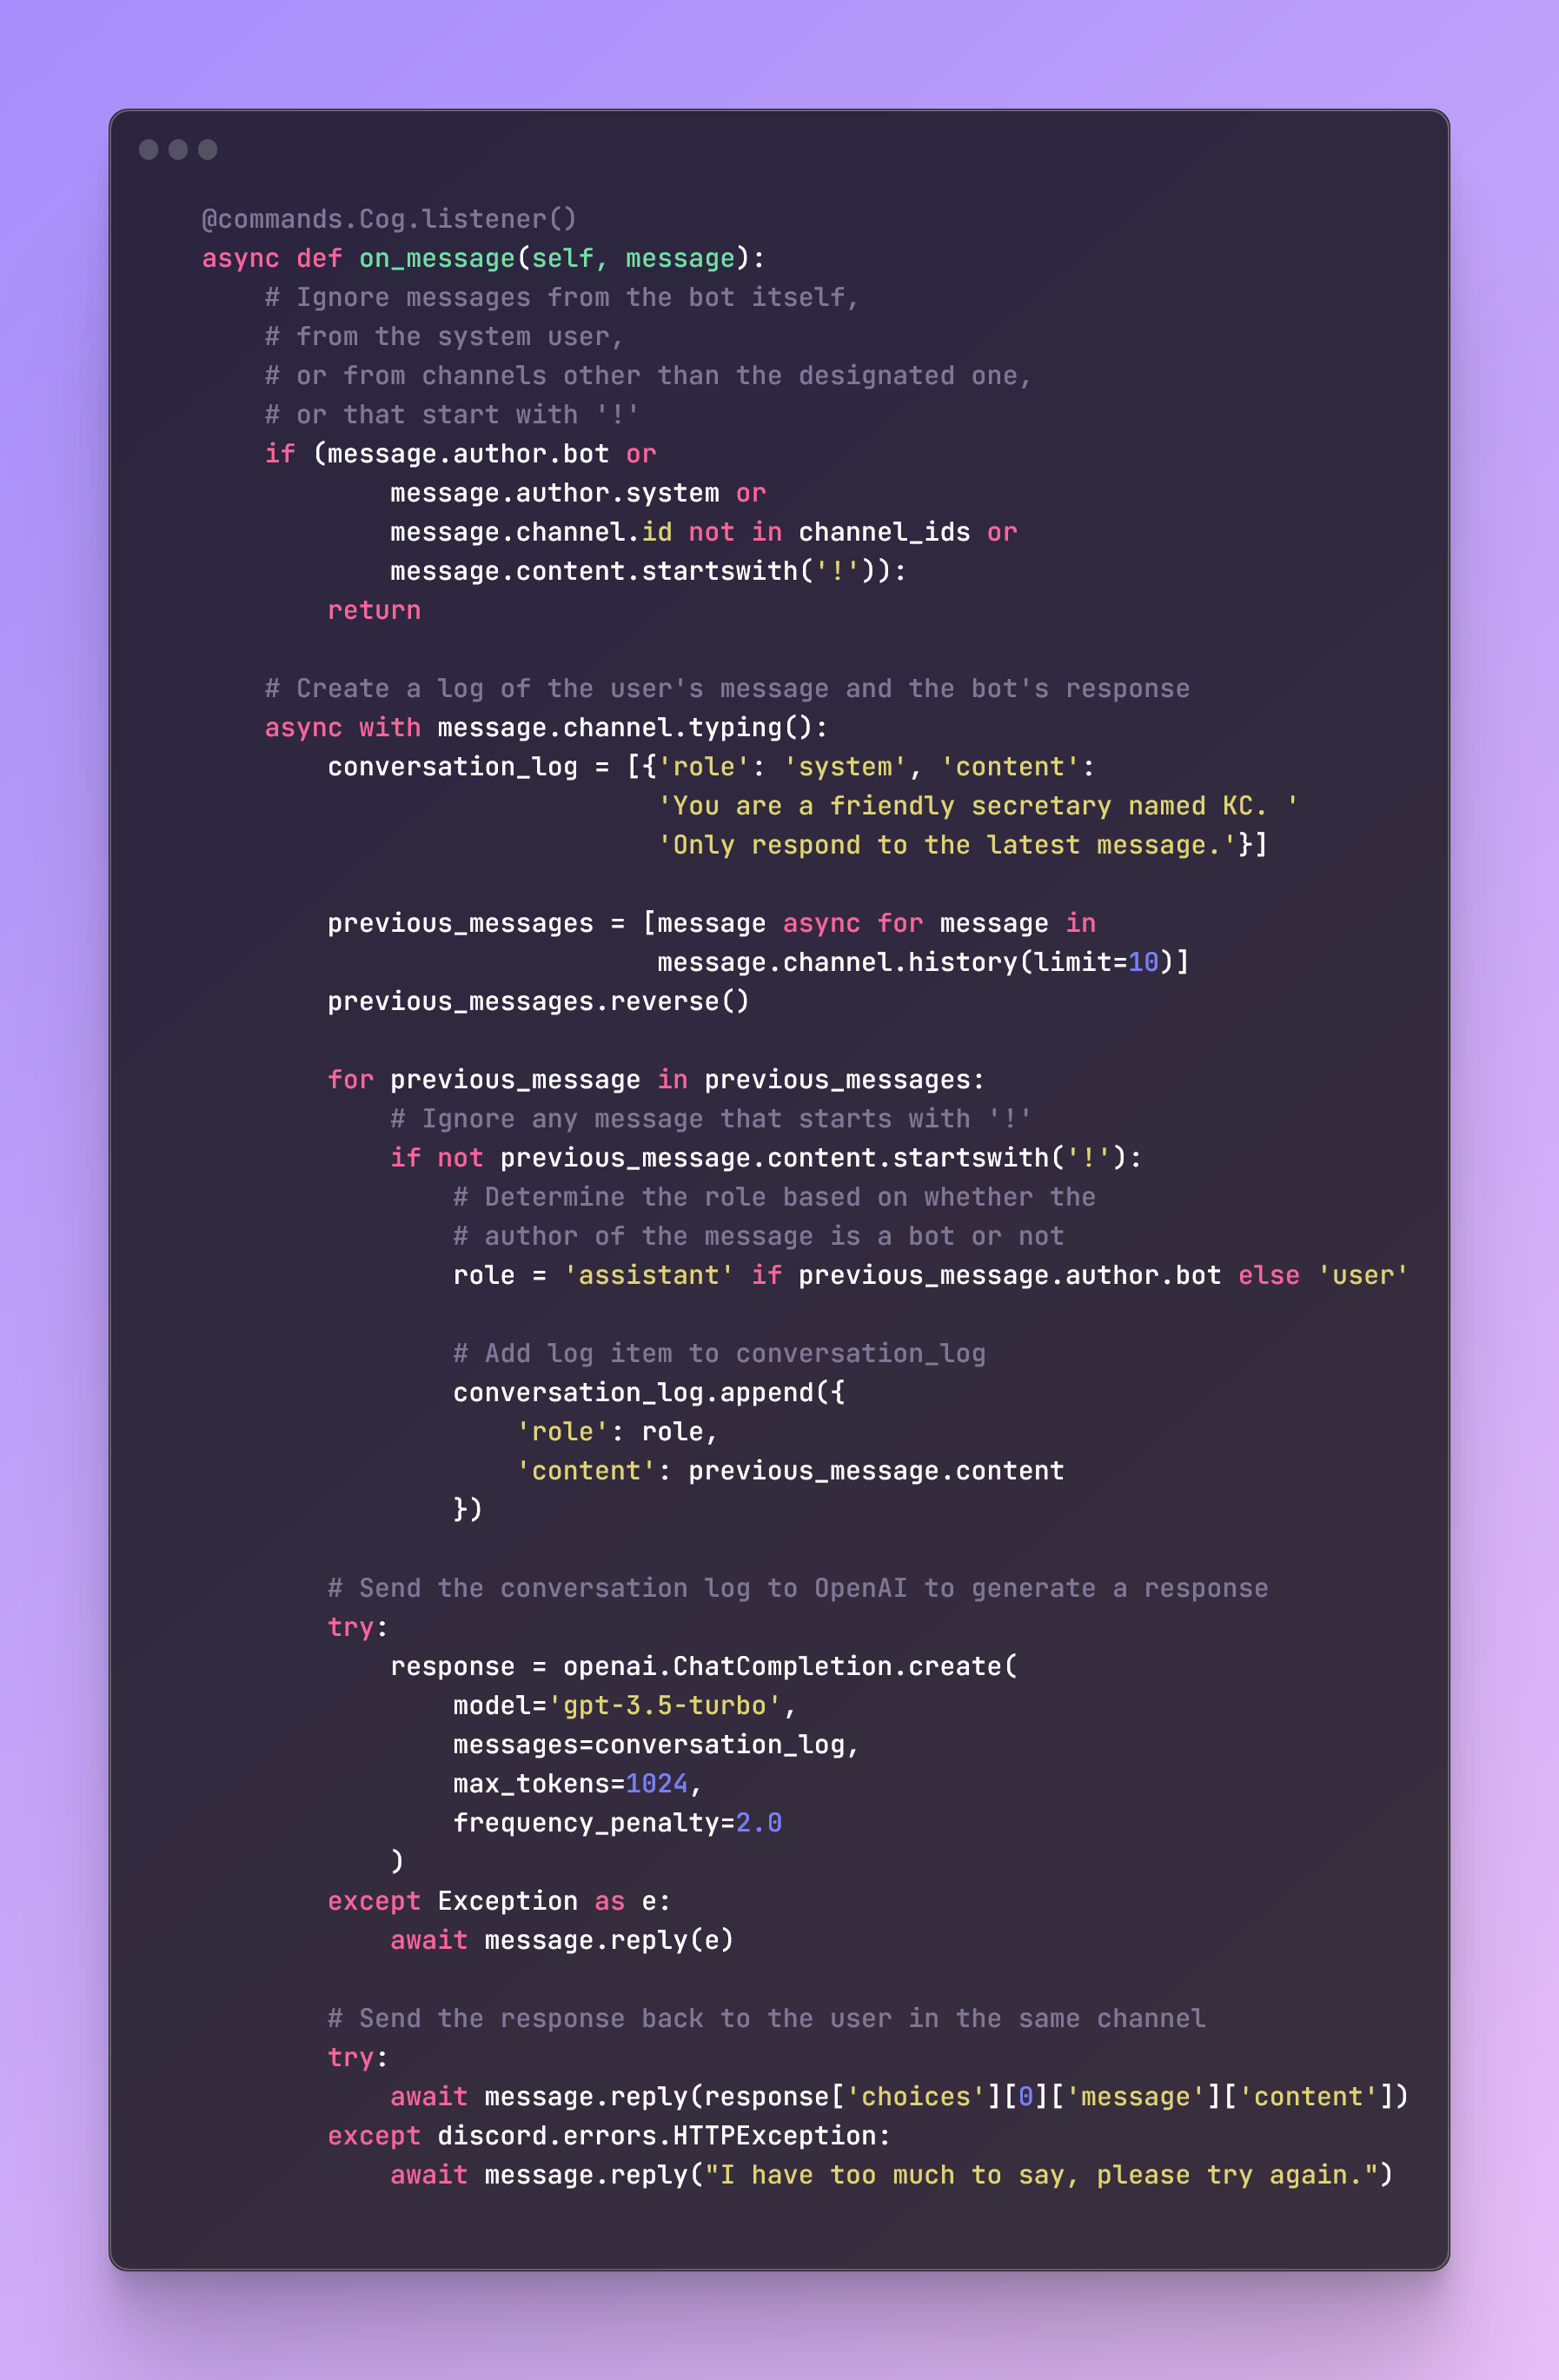 @commands.Cog.listener()
async def on_message(self, message):
    # Ignore messages from the bot itself,
    # from the system user,
    # or from channels other than the designated one,
    # or that start with '!'
    if (message.author.bot or
            message.author.system or
            message.channel.id not in channel_ids or
            message.content.startswith('!')):
        return

    # Create a log of the user's message and the bot's response
    async with message.channel.typing():
        conversation_log = [{'role': 'system', 'content':
                             'You are a friendly secretary named KC. '
                             'Only respond to the latest message.'}]

        previous_messages = [message async for message in
                             message.channel.history(limit=10)]
        previous_messages.reverse()

        for previous_message in previous_messages:
            # Ignore any message that starts with '!'
            if not previous_message.content.startswith('!'):
                # Determine the role based on whether the
                # author of the message is a bot or not
                role = 'assistant' if previous_message.author.bot else 'user'

                # Add log item to conversation_log
                conversation_log.append({
                    'role': role,
                    'content': previous_message.content
                })

        # Send the conversation log to OpenAI to generate a response
        try:
            response = openai.ChatCompletion.create(
                model='gpt-3.5-turbo',
                messages=conversation_log,
                max_tokens=1024,
                frequency_penalty=2.0
            )
        except Exception as e:
            await message.reply(e)

        # Send the response back to the user in the same channel
        try:
            await message.reply(response['choices'][0]['message']['content'])
        except discord.errors.HTTPException:
            await message.reply("I have too much to say, please try again.")